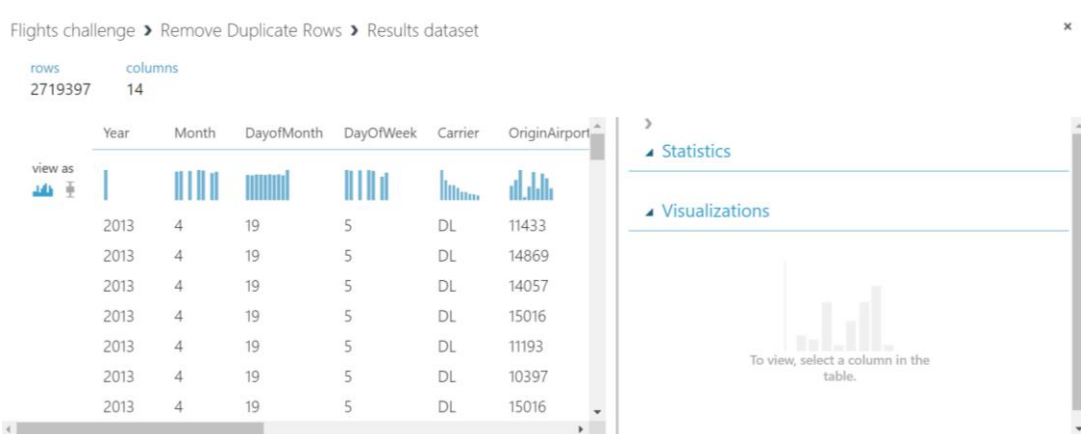 Flights challenge ❯ Remove Duplicate Rows ❯ Results dataset
rows columns
2719397 14
Year Month DayofMonth DayOfWeek Carrier OriginAirport
view as
2013 4 19 5 DL 11433
2013 4 19 5 DL 14869
2013 4 19 5 DL 14057
2013 4 19 5 DL 15016
2013 4 19 5 DL 11193
2013 4 19 5 DL 10397
2013 4 19 5 DL 15016
Statistics
Visualizations
To view, select a column in the
table.